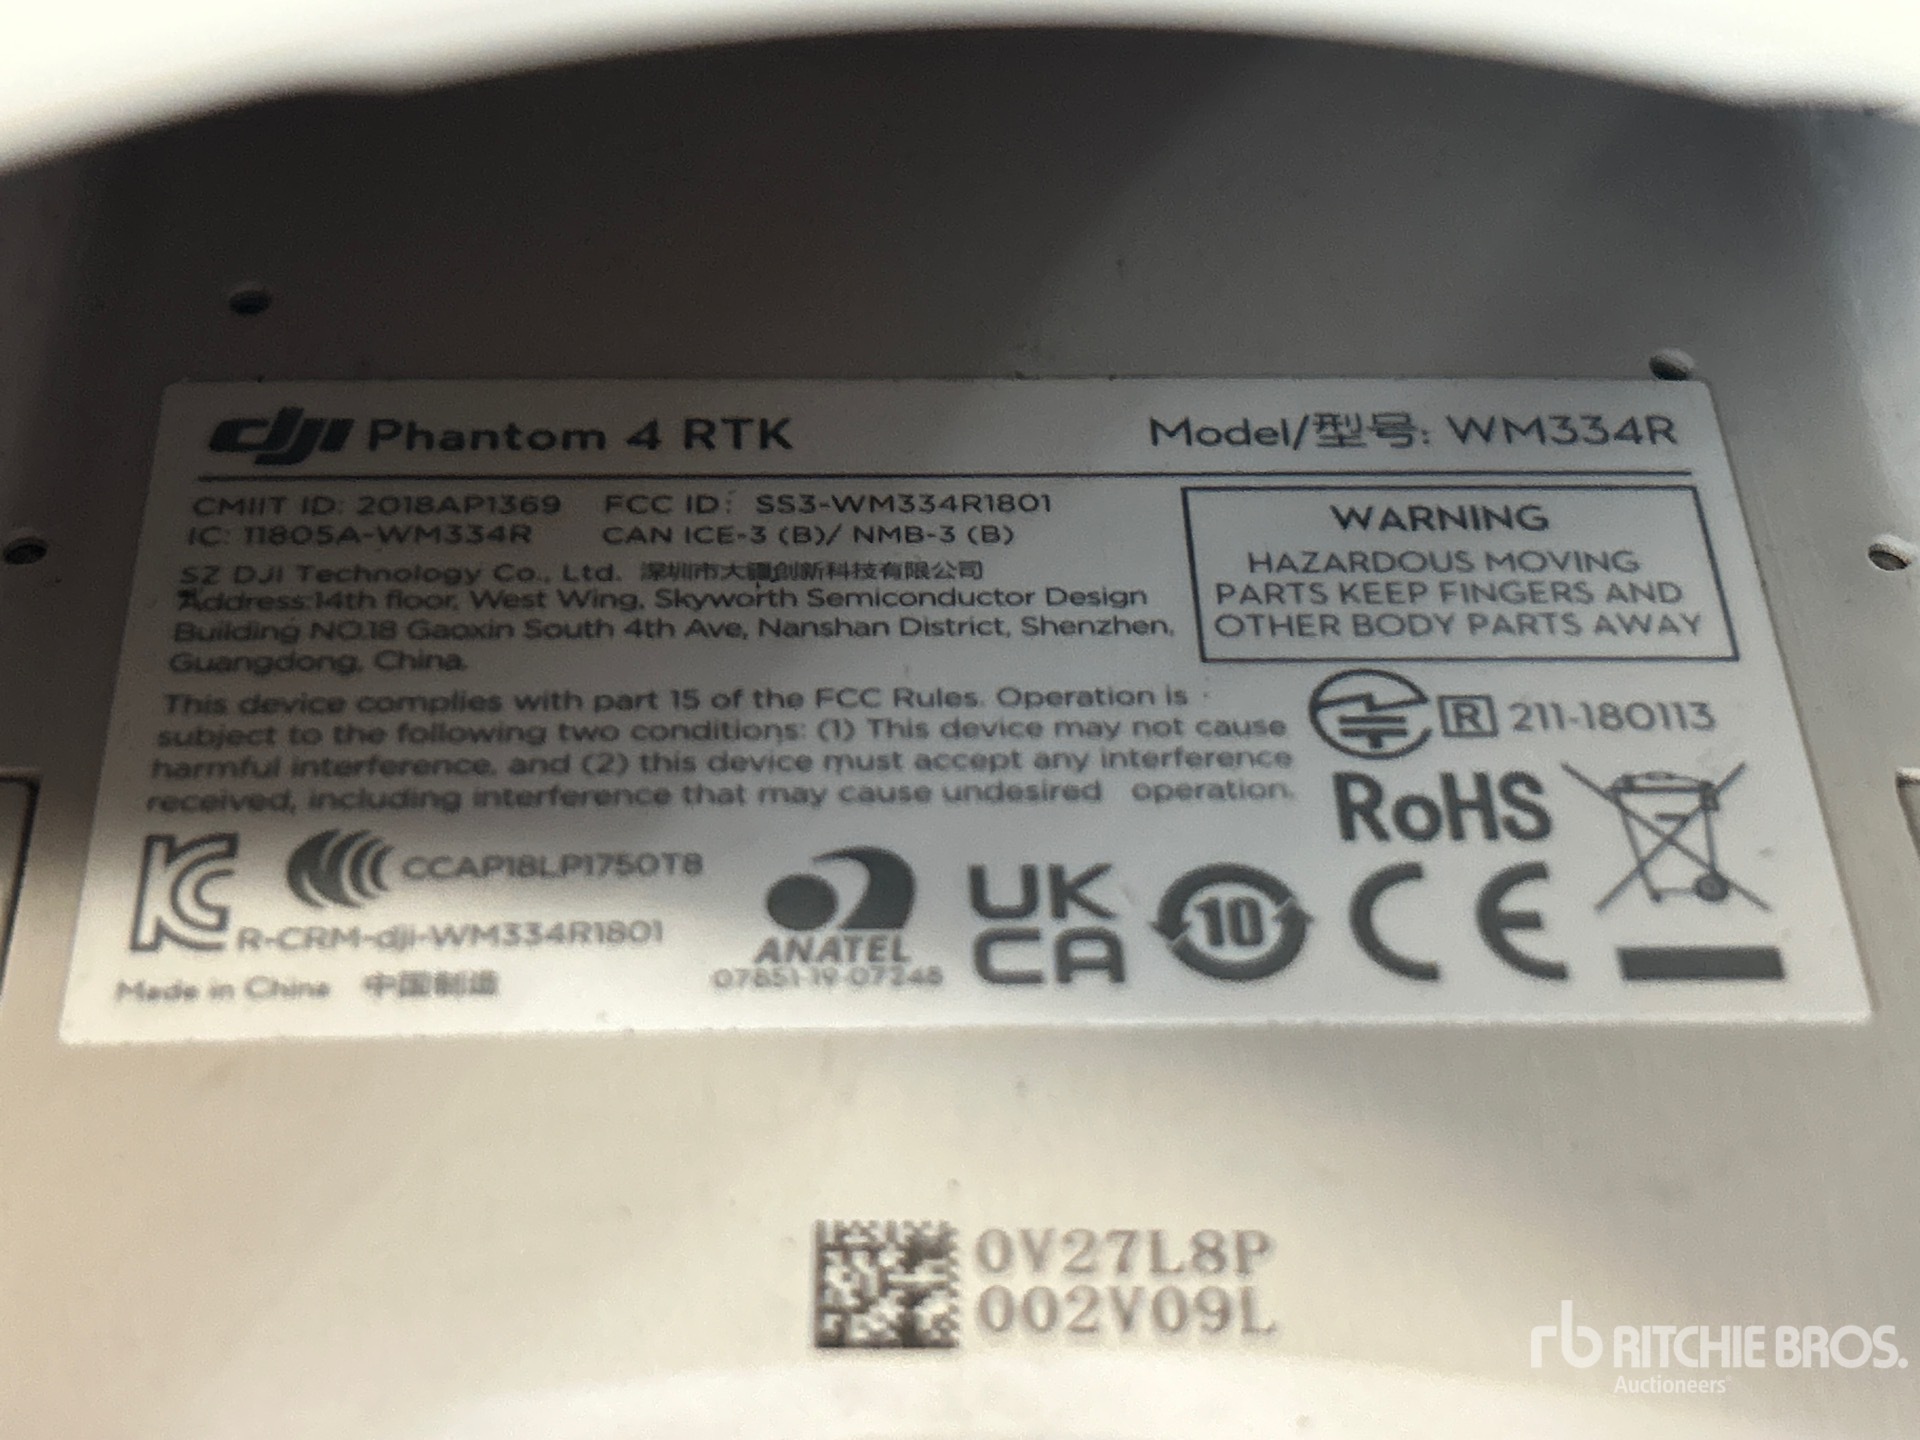 dji Phantom 4 RTK Model/型号: WM334R
CMIIT ID: 2018AP1369 FCC ID: SS3-WM334R1801
IC: 11805A-WM334R CAN ICE-3 (B)/ NMB-3 (B)
SZ DJI Technology Co., Ltd. 深圳市大疆创新科技有限公司
Address:14th floor, West Wing, Skyworth Semiconductor Design
Building NO.18 Gaoxin South 4th Ave, Nanshan District, Shenzhen,
Guangdong, China.
WARNING
HAZARDOUS MOVING
PARTS KEEP FINGERS AND
OTHER BODY PARTS AWAY
This device complies with part 15 of the FCC Rules. Operation is
subject to the following two conditions: (1) This device may not cause
harmful interference, and (2) this device must accept any interference
received, including interference that may cause undesired operation.
R 211-180113
RoHS
CCAP18LP1750T8
R-CRM-dji-WM334R1801
ANATEL
07851-19-07248
UK
CA
10
CE
Made in China 中国制造
0V27L8P
002V09L
rb RITCHIE BROS.
Auctioneers